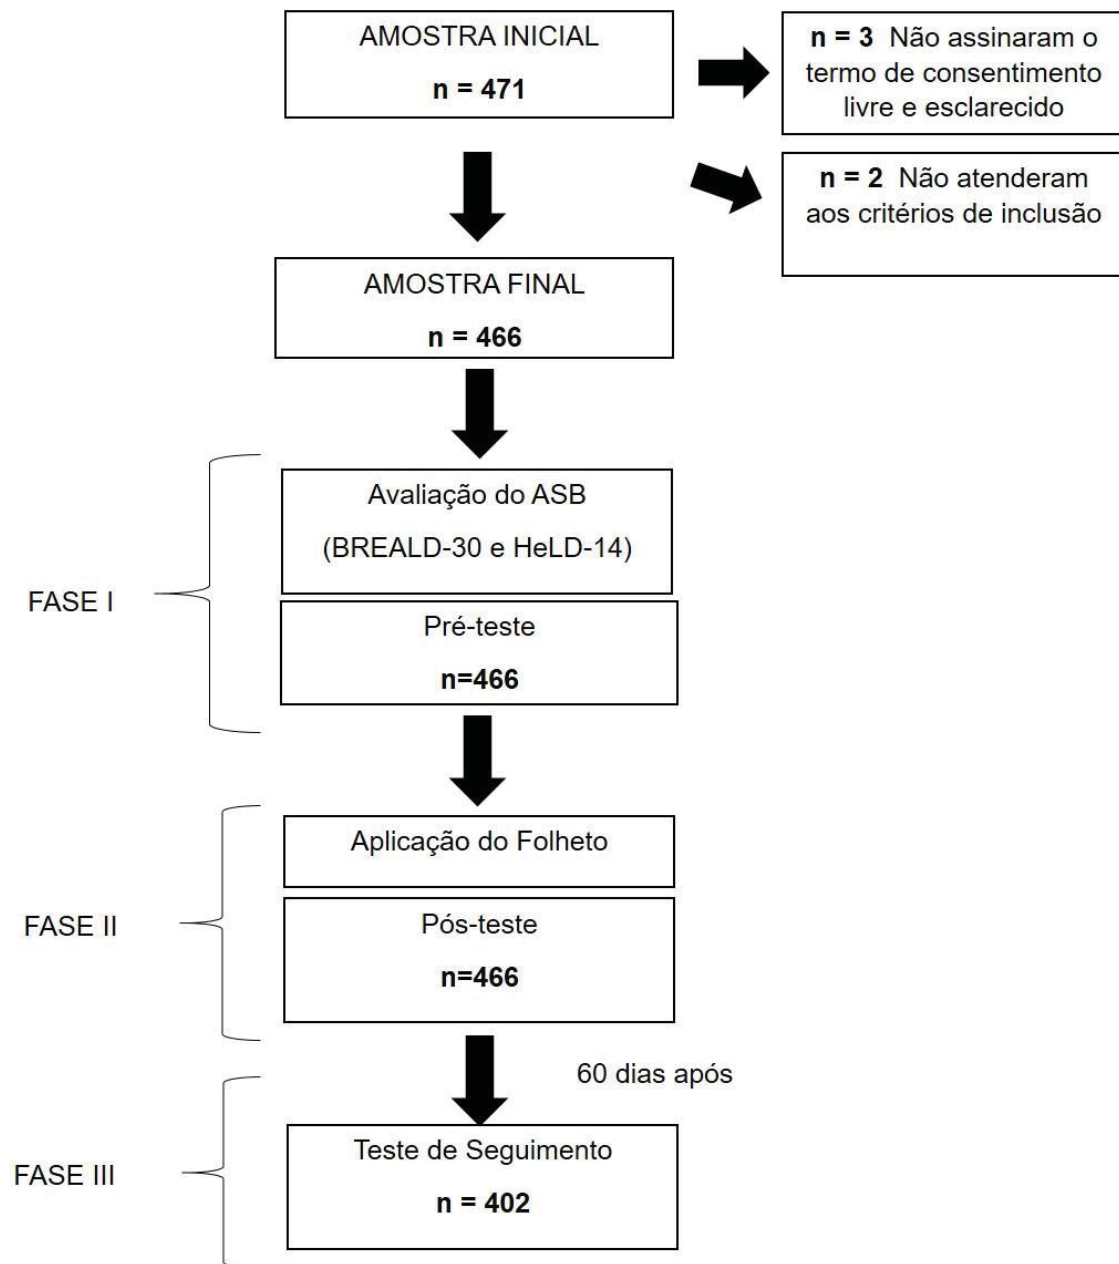 AMOSTRA INICIAL
n = 471
n = 3 Não assinaram o
termo de consentimento
livre e esclarecido
n = 2 Não atenderam
aos critérios de inclusão
AMOSTRA FINAL
n = 466
FASE I
Avaliação do ASB
(BREALD-30 e HeLD-14)
Pré-teste
n=466
FASE II
Aplicação do Folheto
Pós-teste
n=466
60 dias após
FASE III
Teste de Seguimento
n = 402